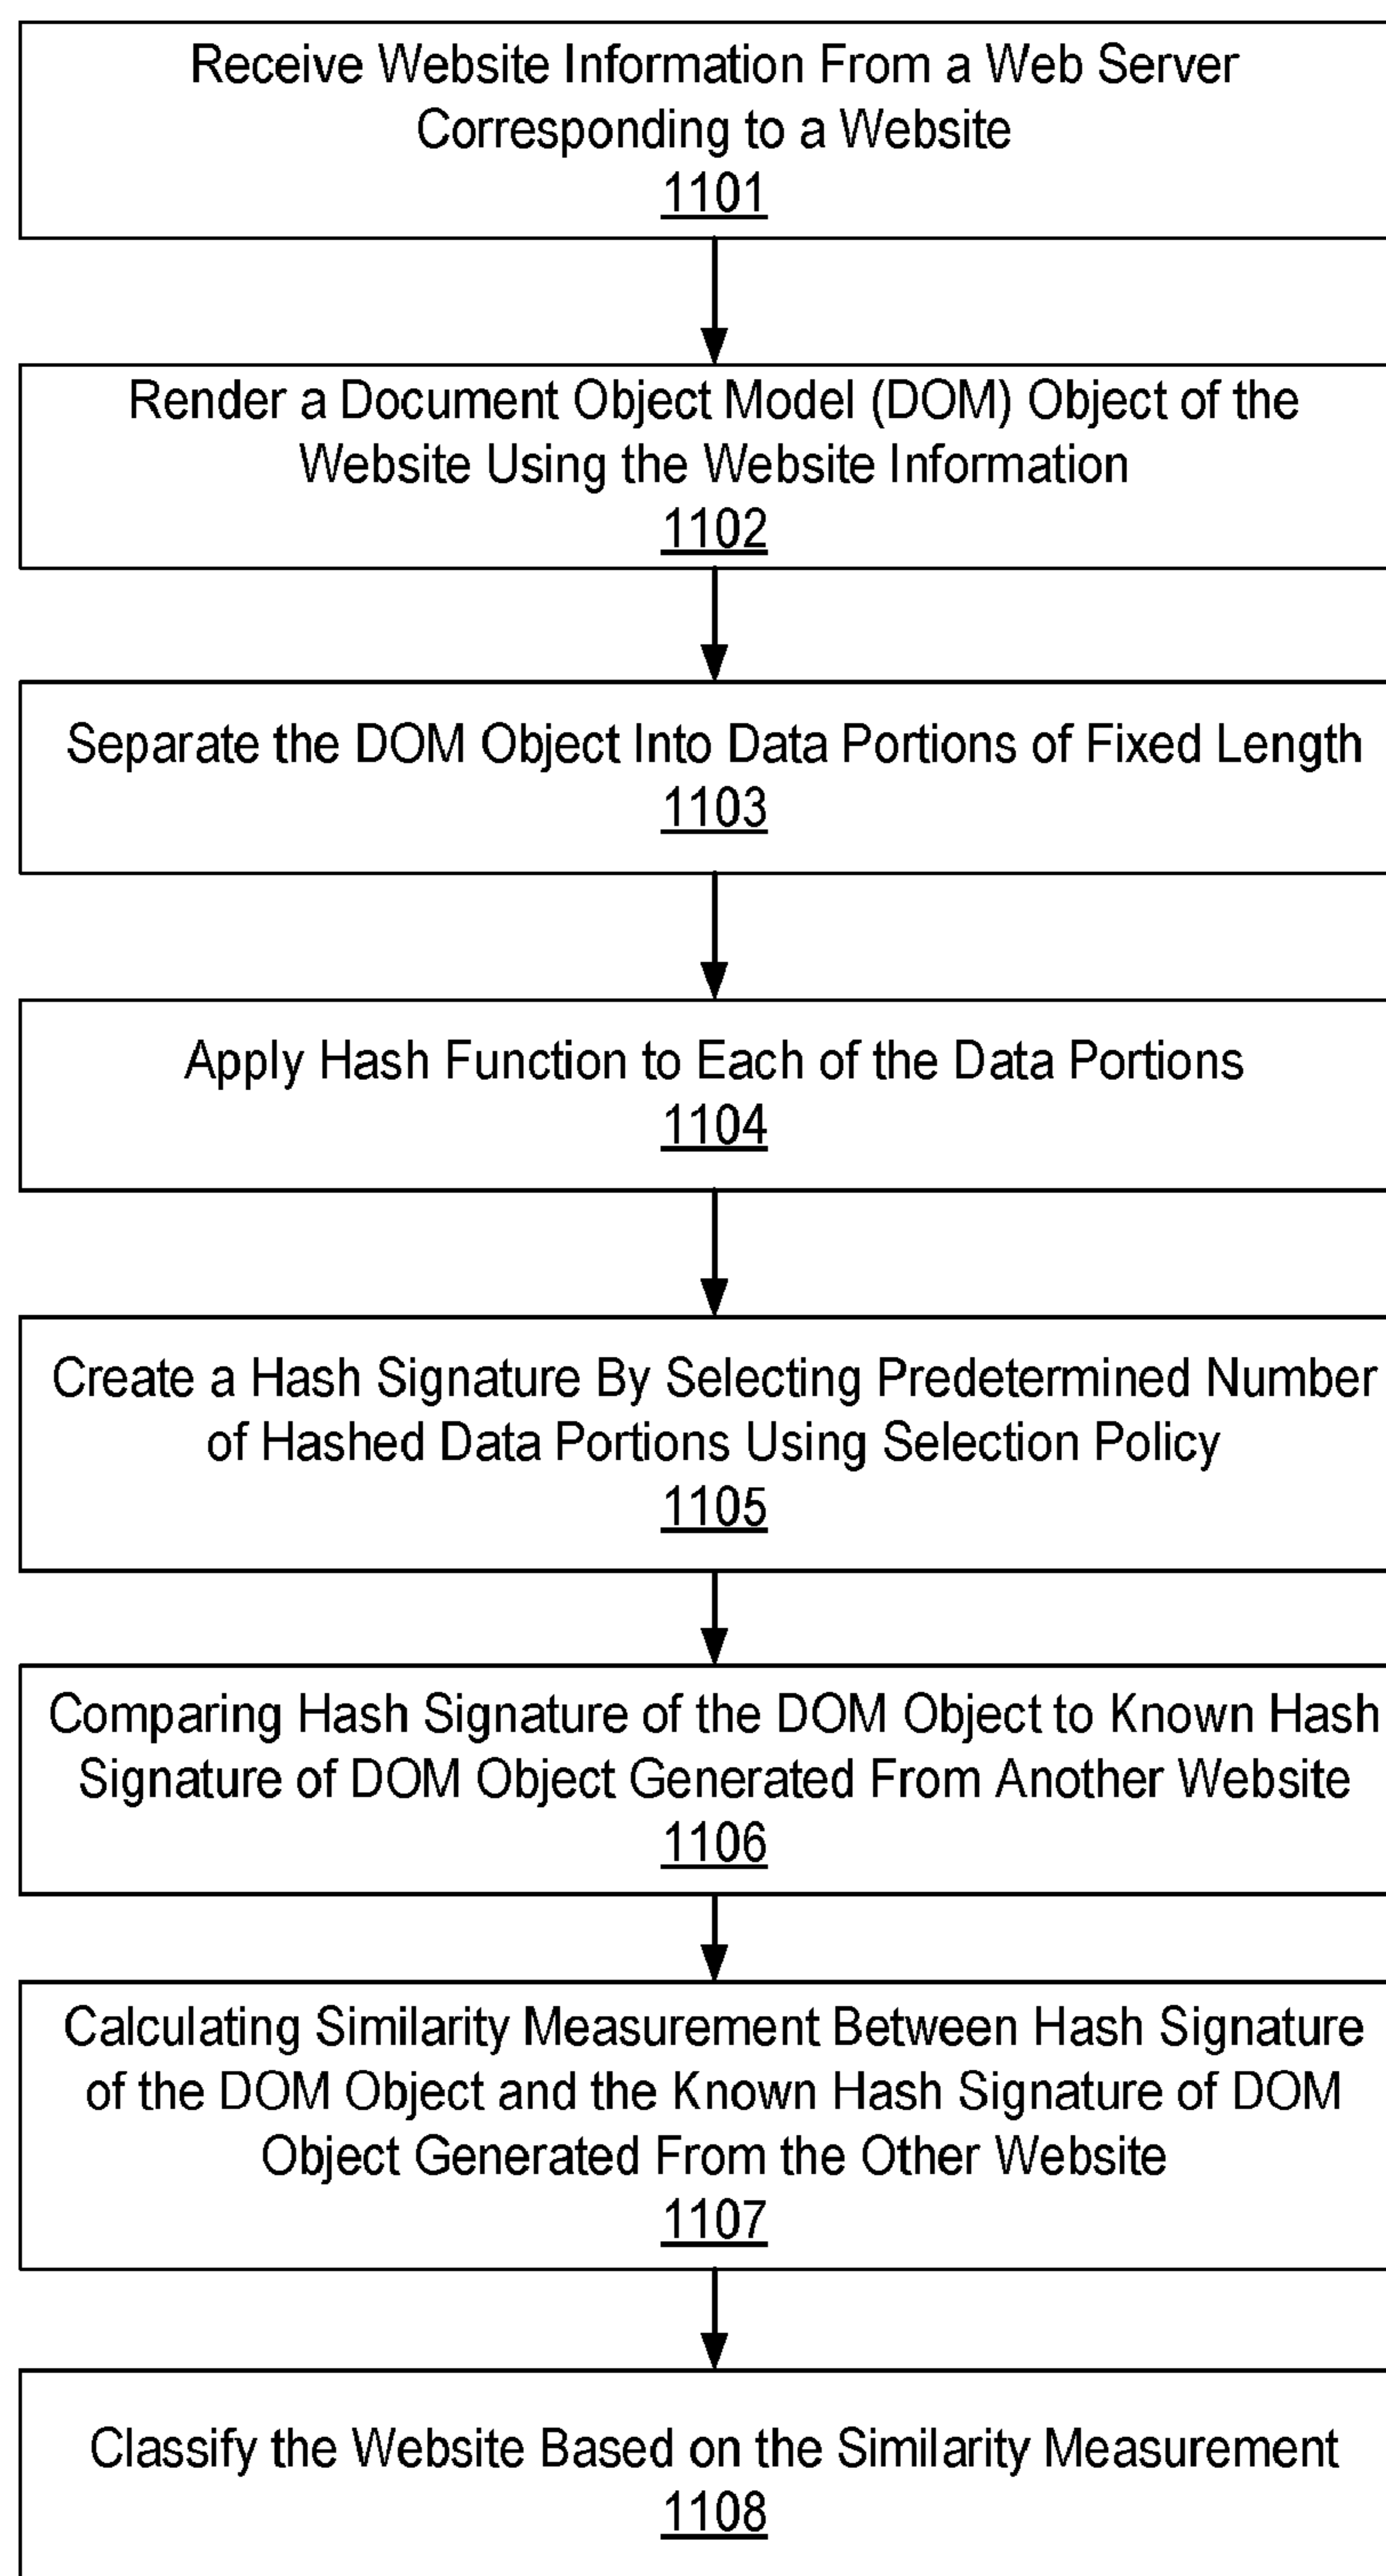 Receive Website Information From a Web Server
Corresponding to a Website
1101
Render a Document Object Model (DOM) Object of the
Website Using the Website Information
1102
Separate the DOM Object Into Data Portions of Fixed Length
1103
Apply Hash Function to Each of the Data Portions
1104
Create a Hash Signature By Selecting Predetermined Number
of Hashed Data Portions Using Selection Policy
1105
Comparing Hash Signature of the DOM Object to Known Hash
Signature of DOM Object Generated From Another Website
1106
Calculating Similarity Measurement Between Hash Signature
of the DOM Object and the Known Hash Signature of DOM
Object Generated From the Other Website
1107
Classify the Website Based on the Similarity Measurement
1108